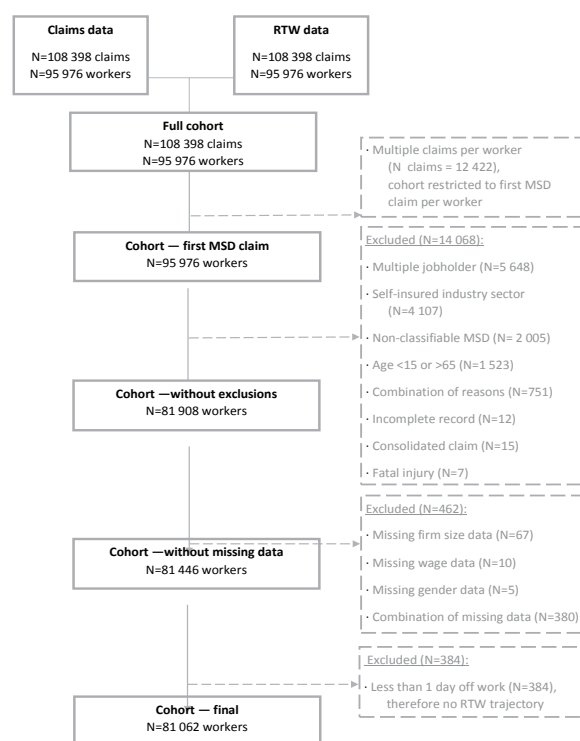 Claims data
N=108 398 claims
N=95 976 workers
RTW data
N=108 398 claims
N=95 976 workers
Full cohort
N=108 398 claims
N=95 976 workers
· Multiple claims per worker
(N claims = 12 422),
cohort restricted to first MSD
claim per worker
Cohort — first MSD claim
N=95 976 workers
Excluded (N=14 068):
· Multiple jobholder (N=5 648)
· Self-insured industry sector
(N=4 107)
· Non-classifiable MSD (N= 2 005)
· Age <15 or >65 (N=1 523)
· Combination of reasons (N=751)
· Incomplete record (N=12)
· Consolidated claim (N=15)
· Fatal injury (N=7)
Cohort —without exclusions
N=81 908 workers
Excluded (N=462):
· Missing firm size data (N=67)
· Missing wage data (N=10)
· Missing gender data (N=5)
· Combination of missing data (N=380)
Cohort —without missing data
N=81 446 workers
Excluded (N=384):
· Less than 1 day off work (N=384),
therefore no RTW trajectory
Cohort — final
N=81 062 workers